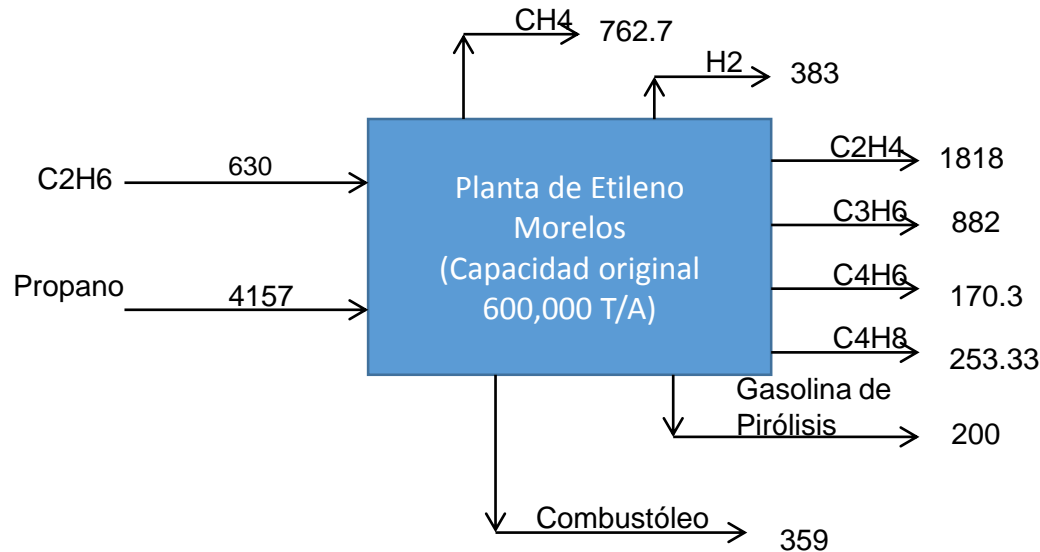 CH4 762.7
H2 383
C2H6 630
Propano 4157
Planta de Etileno
Morelos
(Capacidad original
600,000 T/A)
C2H4 1818
C3H6 882
C4H6 170.3
C4H8 253.33
Gasolina de
Pirólisis 200
Combustóleo 359